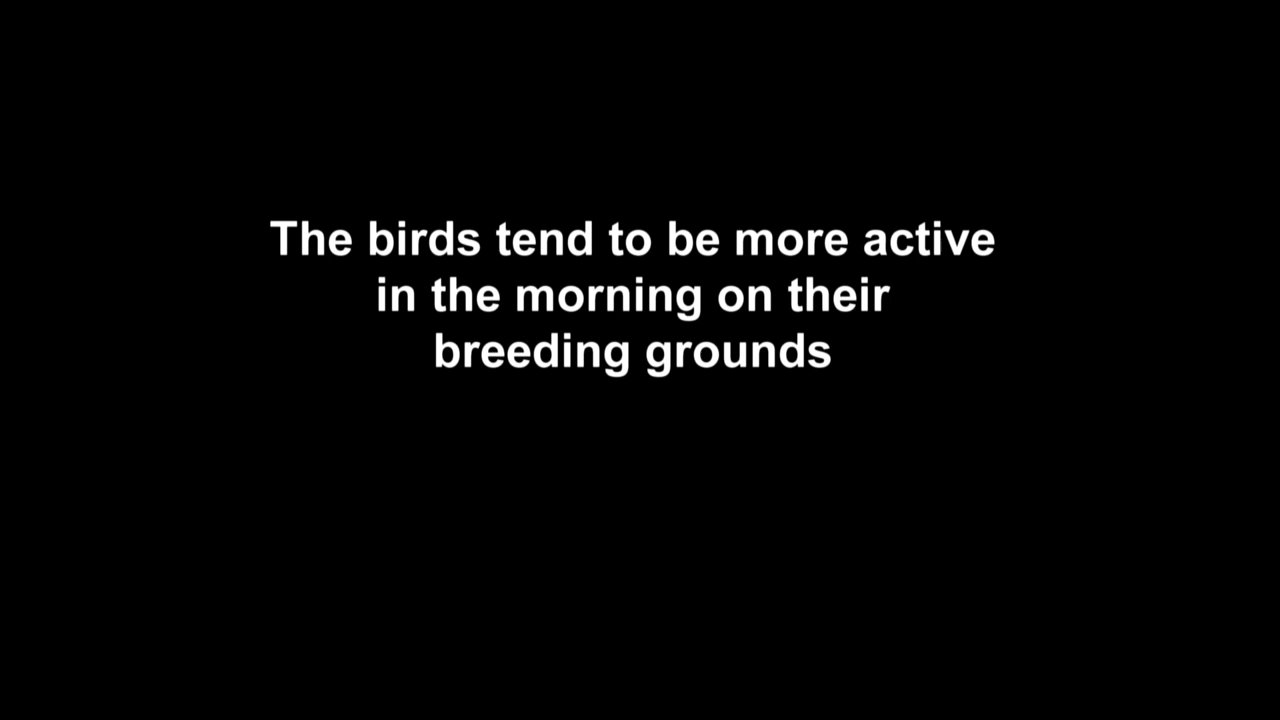 The birds tend to be more active
in the morning on their
breeding grounds